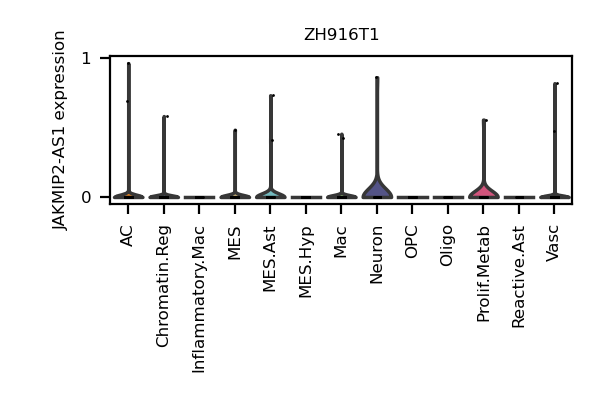 ZH916T1
JAKMIP2-AS1 expression
1
0
AC
Chromatin.Reg
Inflammatory.Mac
MES
MES.Ast
MES.Hyp
Mac
Neuron
OPC
Oligo
Prolif.Metab
Reactive.Ast
Vasc